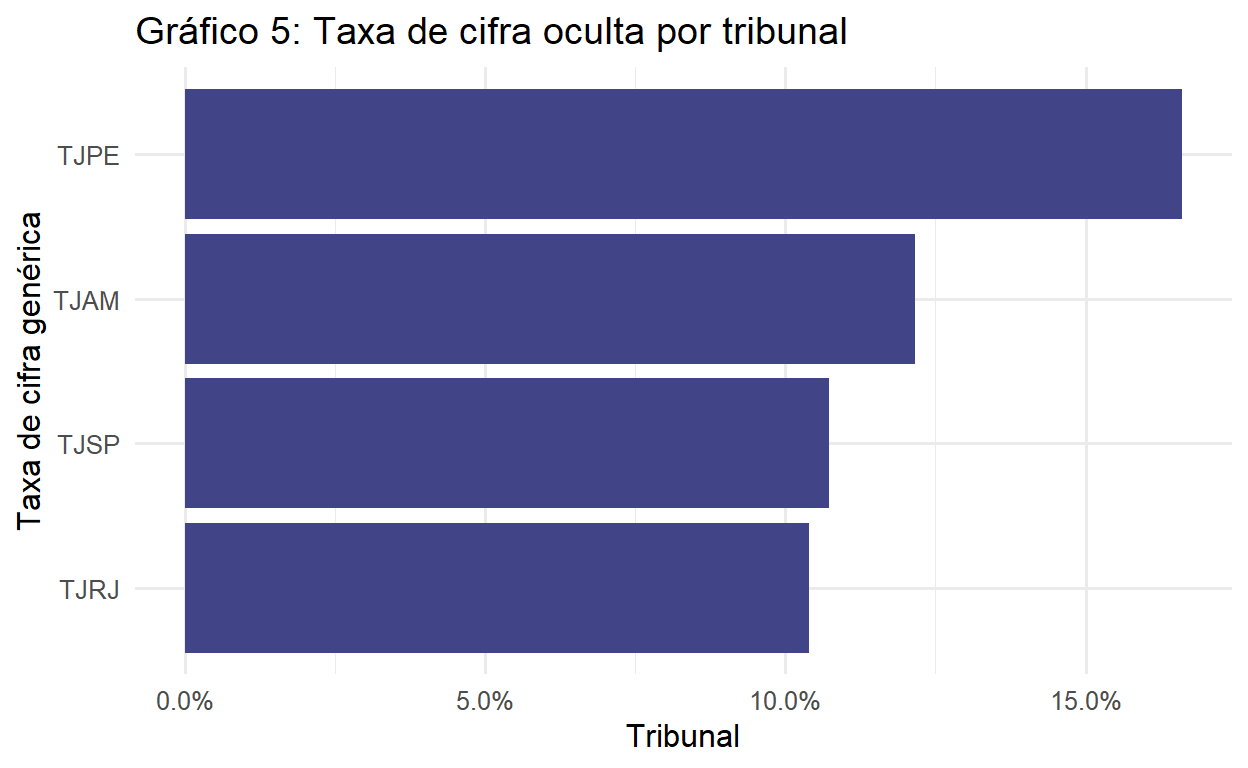 Gráfico 5: Taxa de cifra oculta por tribunal
Taxa de cifra genérica
TJPE
TJAM
TJSP
TJRJ
0.0% 5.0% 10.0% 15.0%
Tribunal